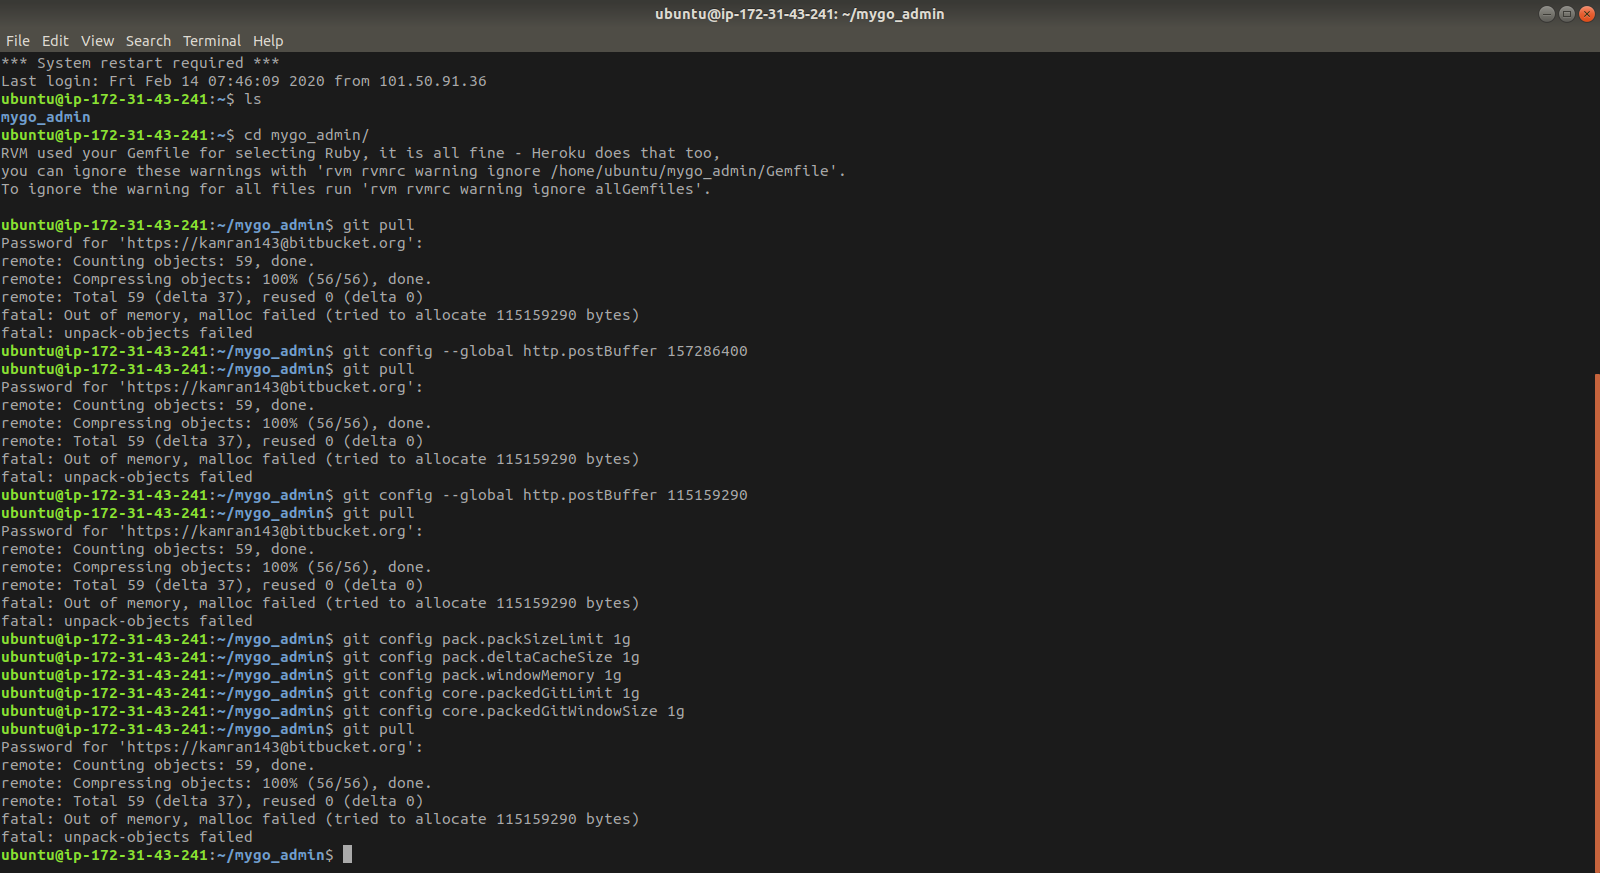 ubuntu@ip-172-31-43-241: ~/mygo_admin
File Edit View Search Terminal Help
*** System restart required ***
Last login: Fri Feb 14 07:46:09 2020 from 101.50.91.36
ubuntu@ip-172-31-43-241:~$ ls
mygo_admin
ubuntu@ip-172-31-43-241:~$ cd mygo_admin/
RVM used your Gemfile for selecting Ruby, it is all fine - Heroku does that too,
you can ignore these warnings with 'rvm rvmrc warning ignore /home/ubuntu/mygo_admin/Gemfile'.
To ignore the warning for all files run 'rvm rvmrc warning ignore allGemfiles'.
ubuntu@ip-172-31-43-241:~/mygo_admin$ git pull
Password for 'https://kamran143@bitbucket.org':
remote: Counting objects: 59, done.
remote: Compressing objects: 100% (56/56), done.
remote: Total 59 (delta 37), reused 0 (delta 0)
fatal: Out of memory, malloc failed (tried to allocate 115159290 bytes)
fatal: unpack-objects failed
ubuntu@ip-172-31-43-241:~/mygo_admin$ git config --global http.postBuffer 157286400
ubuntu@ip-172-31-43-241:~/mygo_admin$ git pull
Password for 'https://kamran143@bitbucket.org':
remote: Counting objects: 59, done.
remote: Compressing objects: 100% (56/56), done.
remote: Total 59 (delta 37), reused 0 (delta 0)
fatal: Out of memory, malloc failed (tried to allocate 115159290 bytes)
fatal: unpack-objects failed
ubuntu@ip-172-31-43-241:~/mygo_admin$ git config --global http.postBuffer 115159290
ubuntu@ip-172-31-43-241:~/mygo_admin$ git pull
Password for 'https://kamran143@bitbucket.org':
remote: Counting objects: 59, done.
remote: Compressing objects: 100% (56/56), done.
remote: Total 59 (delta 37), reused 0 (delta 0)
fatal: Out of memory, malloc failed (tried to allocate 115159290 bytes)
fatal: unpack-objects failed
ubuntu@ip-172-31-43-241:~/mygo_admin$ git config pack.packSizeLimit 1g
ubuntu@ip-172-31-43-241:~/mygo_admin$ git config pack.deltaCacheSize 1g
ubuntu@ip-172-31-43-241:~/mygo_admin$ git config pack.windowMemory 1g
ubuntu@ip-172-31-43-241:~/mygo_admin$ git config core.packedGitLimit 1g
ubuntu@ip-172-31-43-241:~/mygo_admin$ git config core.packedGitWindowSize 1g
ubuntu@ip-172-31-43-241:~/mygo_admin$ git pull
Password for 'https://kamran143@bitbucket.org':
remote: Counting objects: 59, done.
remote: Compressing objects: 100% (56/56), done.
remote: Total 59 (delta 37), reused 0 (delta 0)
fatal: Out of memory, malloc failed (tried to allocate 115159290 bytes)
fatal: unpack-objects failed
ubuntu@ip-172-31-43-241:~/mygo_admin$